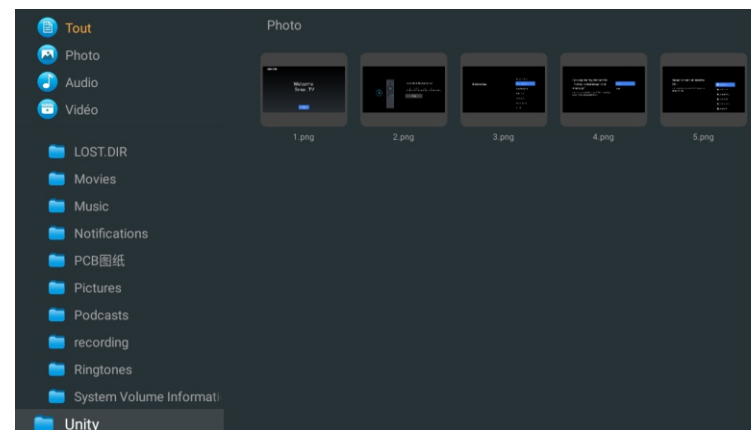 Tout
Photo
Audio
Vidéo
LOST.DIR
Movies
Music
Notifications
PCB图纸
Pictures
Podcasts
recording
Ringtones
System Volume Informati
Unity
Photo
Welcome
1.png
2.png
3.png
4.png
5.png